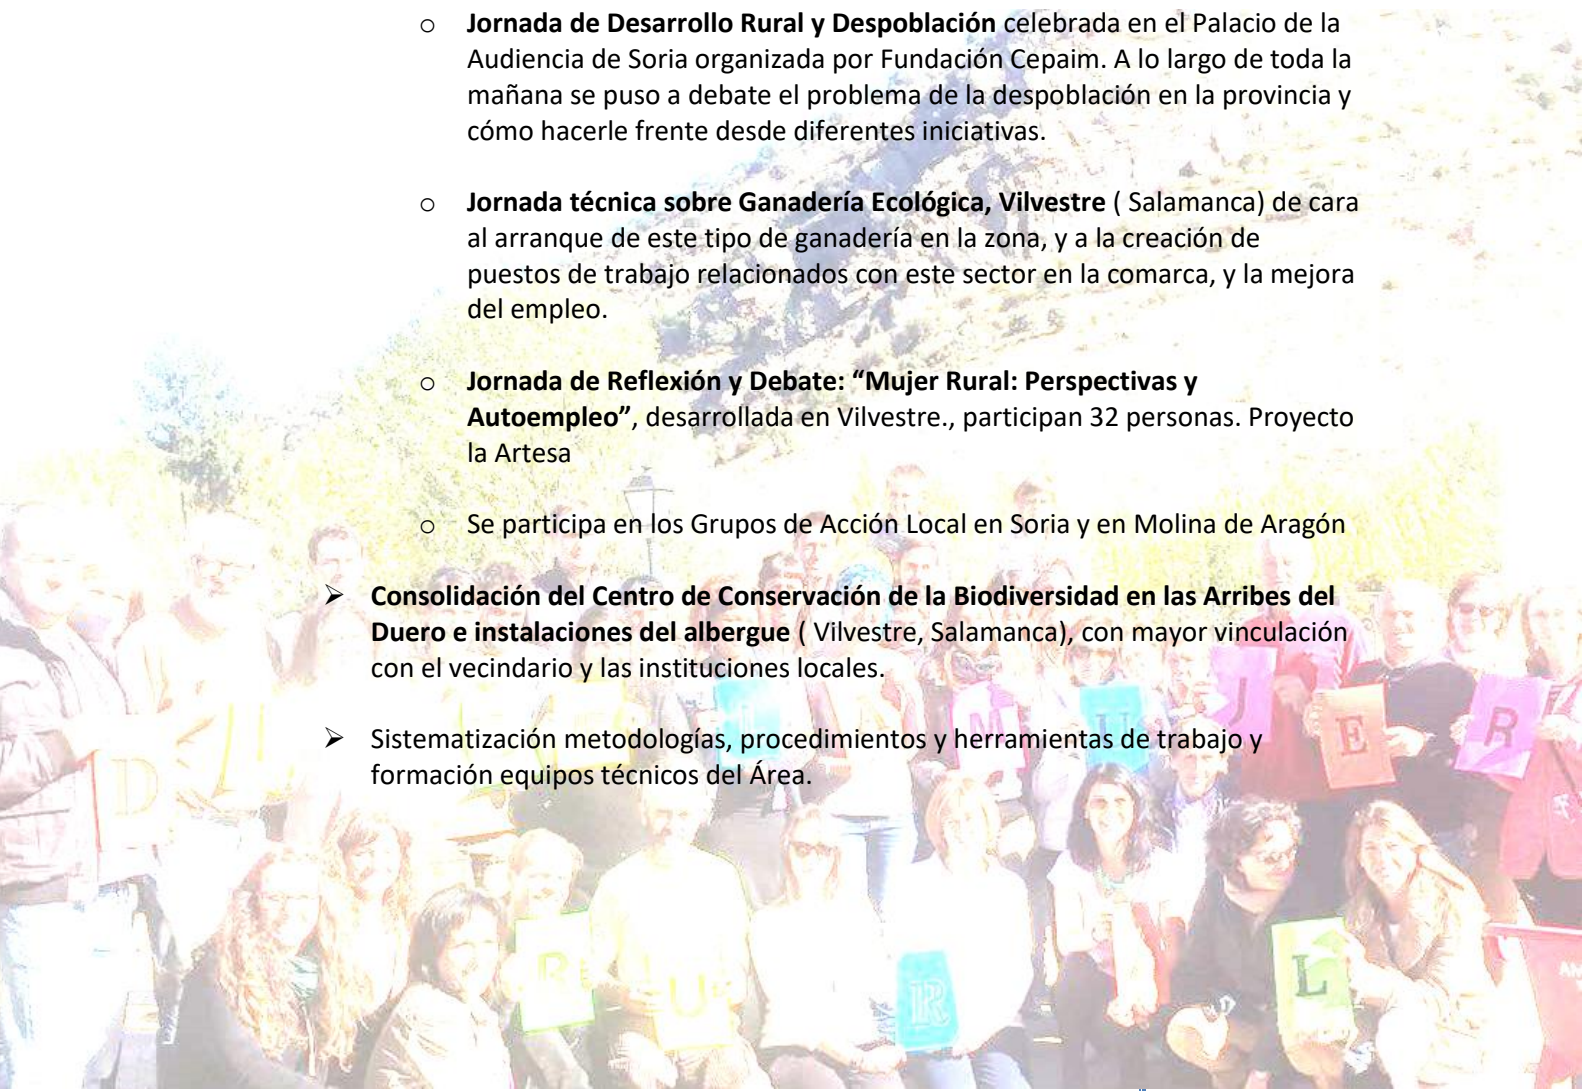 o Jornada de Desarrollo Rural y Despoblación celebrada en el Palacio de la
Audiencia de Soria organizada por Fundación Cepaim. A lo largo de toda la
mañana se puso a debate el problema de la despoblación en la provincia y
cómo hacerle frente desde diferentes iniciativas.
o Jornada técnica sobre Ganadería Ecológica, Vilvestre ( Salamanca) de cara
al arranque de este tipo de ganadería en la zona, y a la creación de
puestos de trabajo relacionados con este sector en la comarca, y la mejora
del empleo.
o Jornada de Reflexión y Debate: “Mujer Rural: Perspectivas y
Autoempleo”, desarrollada en Vilvestre., participan 32 personas. Proyecto
la Artesa
o Se participa en los Grupos de Acción Local en Soria y en Molina de Aragón
➢ Consolidación del Centro de Conservación de la Biodiversidad en las Arribes del
Duero e instalaciones del albergue ( Vilvestre, Salamanca), con mayor vinculación
con el vecindario y las instituciones locales.
➢ Sistematización metodologías, procedimientos y herramientas de trabajo y
formación equipos técnicos del Área.
D
M U J E R
R U R L